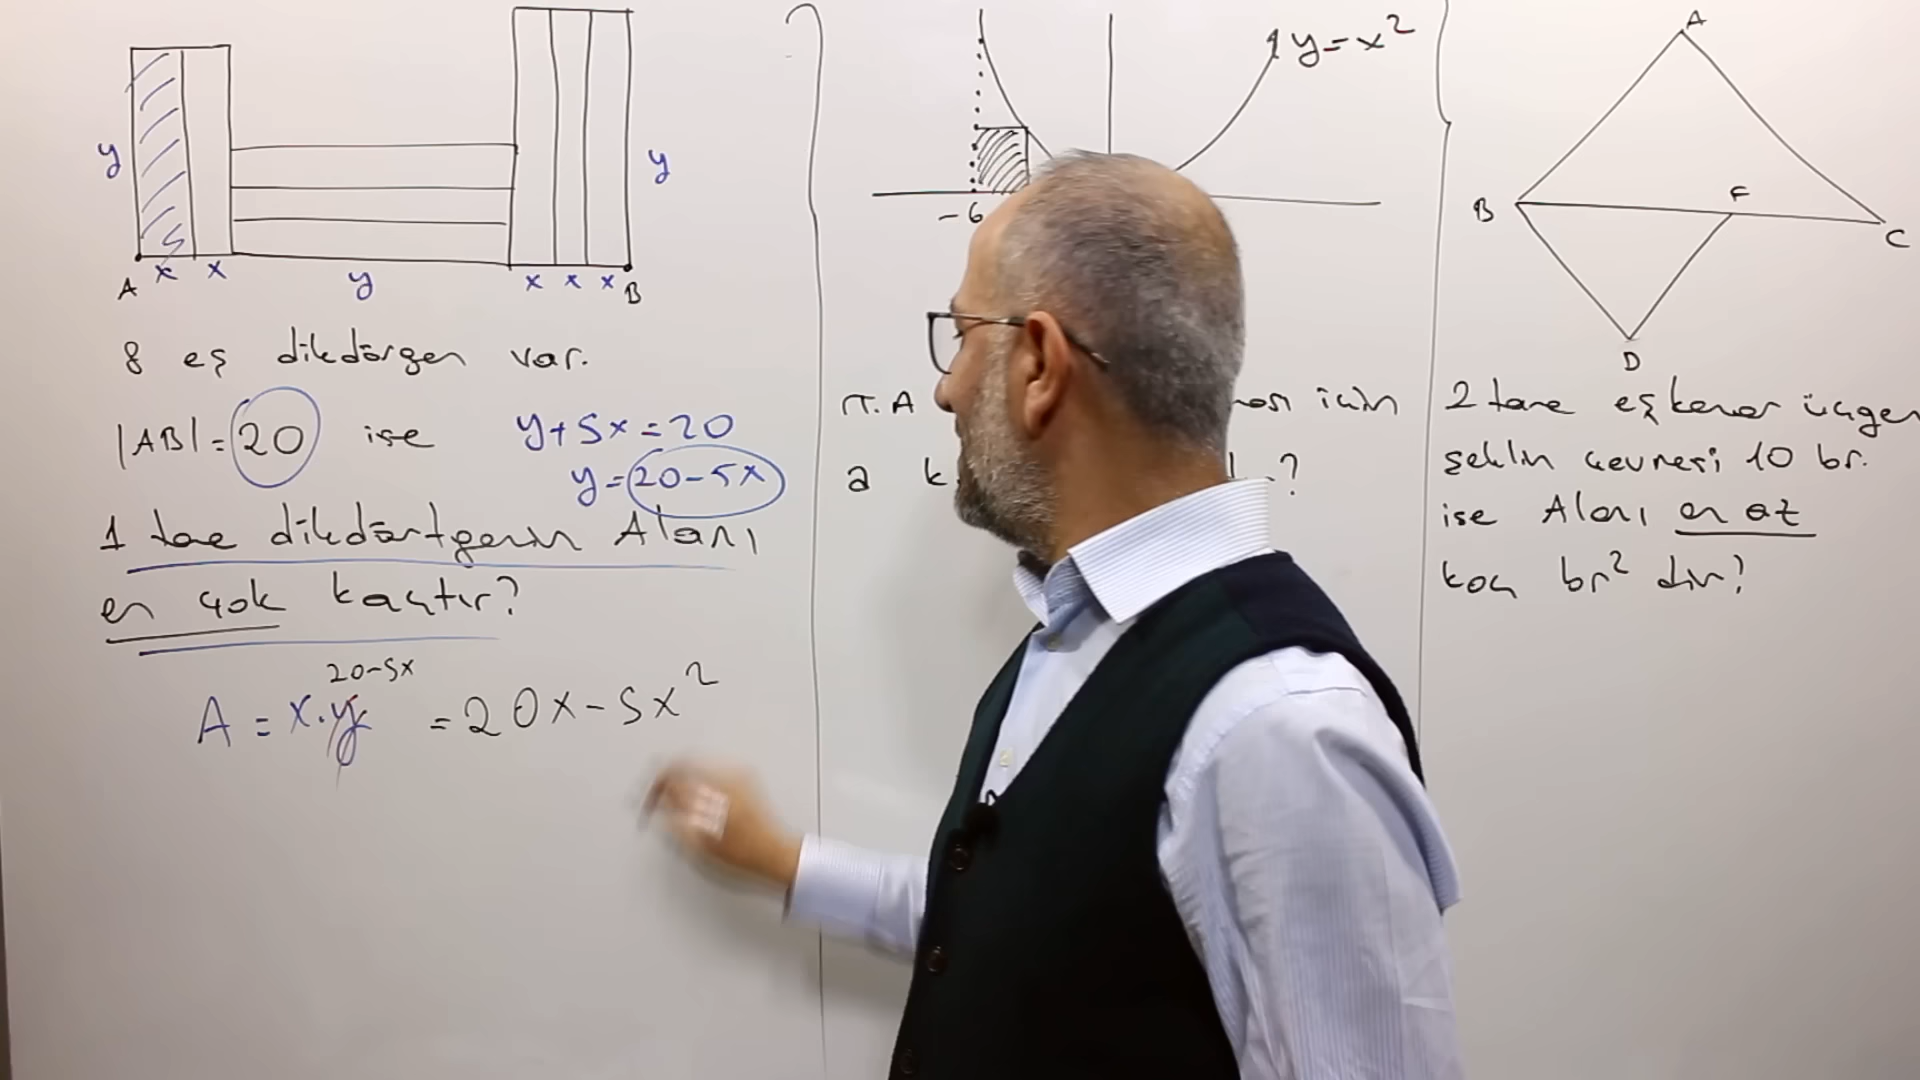 y
y
A x x y x x x B
8 eş dikdörgen var.
|AB| = 20 ise y+5x=20
y=20-5x
1 tane dikdörtgenin Alanı
en çok kaçtır?
20-5x
A = x.y = 20x-5x²
y=x²
-6
T.A için
a ?
A
B F C
D
2 tane eşkenar üçgen
şeklin çevresi 10 br.
ise Alanı en az
kaç br² dir?